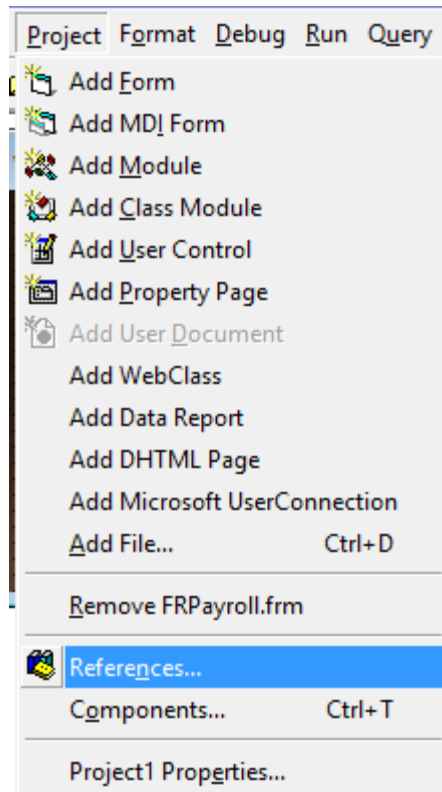 Project Format Debug Run Query
Add Form
Add MDI Form
Add Module
Add Class Module
Add User Control
Add Property Page
Add User Document
Add WebClass
Add Data Report
Add DHTML Page
Add Microsoft UserConnection
Add File... Ctrl+D
Remove FRPayroll.frm
References...
Components... Ctrl+T
Project1 Properties...